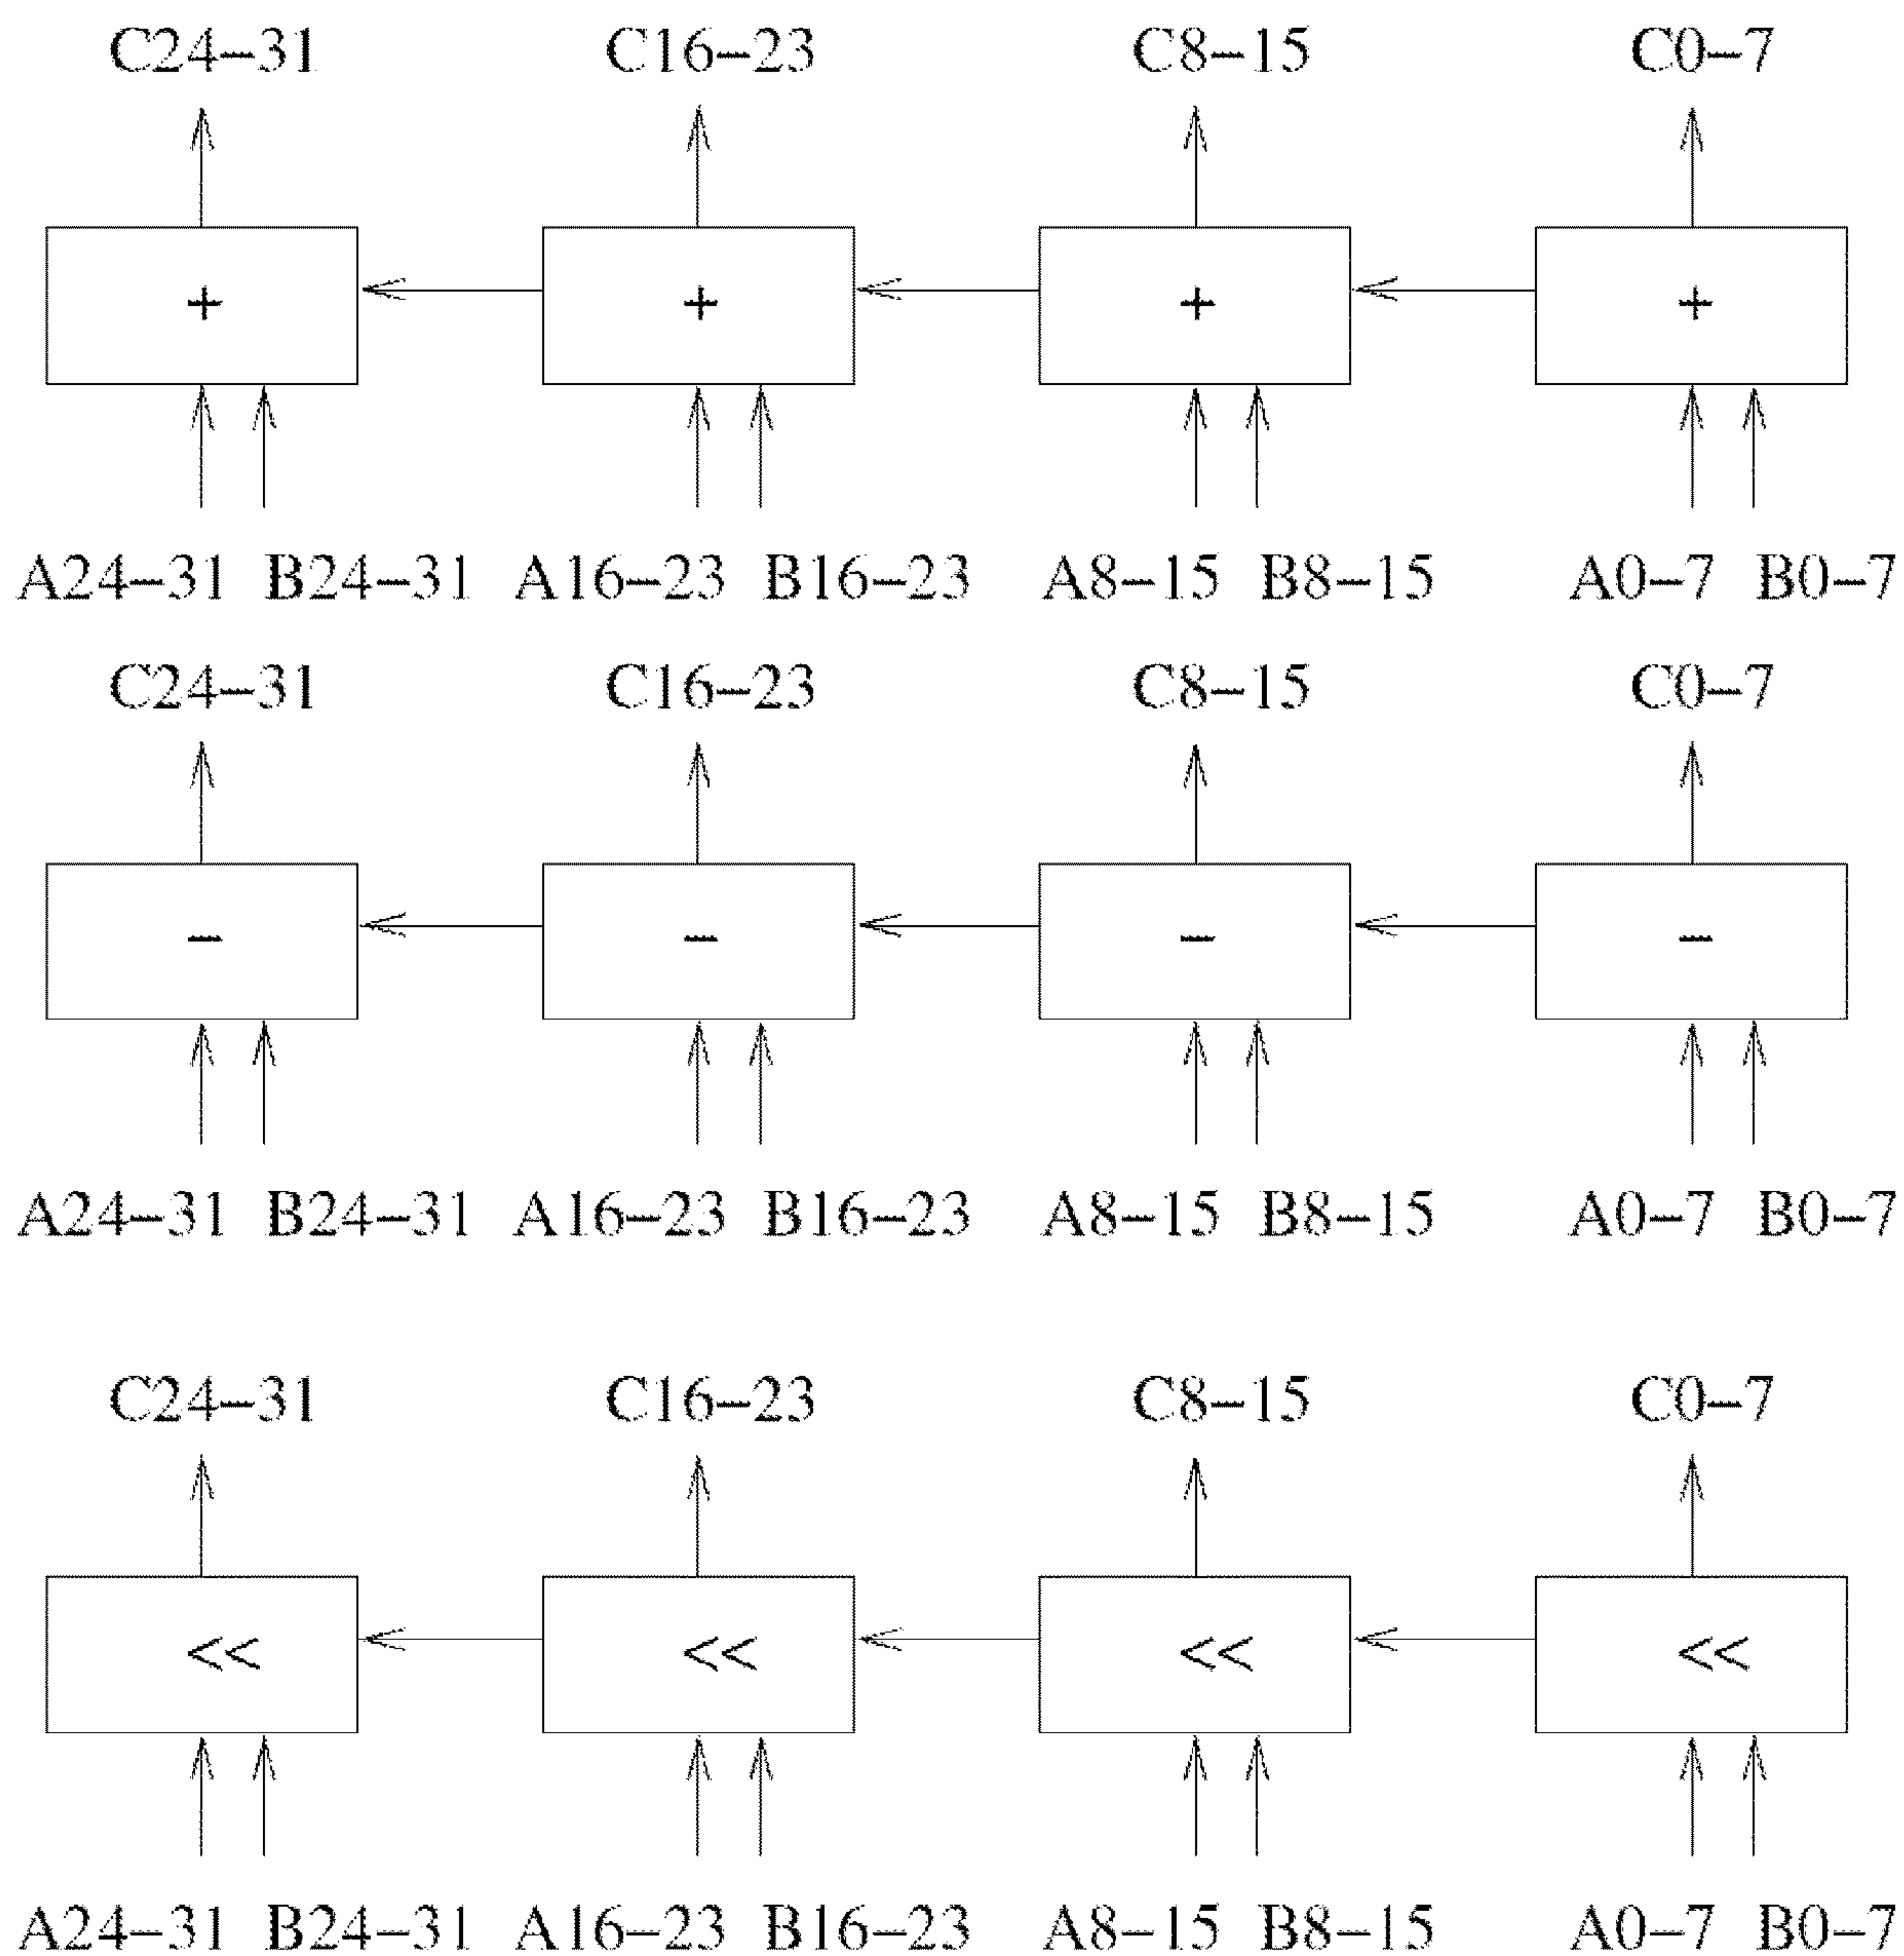 C24–31 C16–23 C8–15 C0–7
+ + + +
A24–31 B24–31 A16–23 B16–23 A8–15 B8–15 A0–7 B0–7
C24–31 C16–23 C8–15 C0–7
– – – –
A24–31 B24–31 A16–23 B16–23 A8–15 B8–15 A0–7 B0–7
C24–31 C16–23 C8–15 C0–7
<< << << <<
A24–31 B24–31 A16–23 B16–23 A8–15 B8–15 A0–7 B0–7